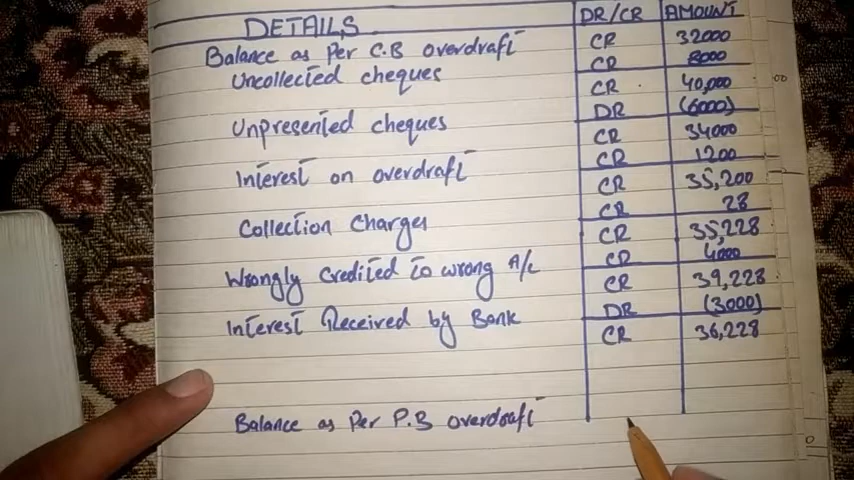 DETAILS DR/CR AMOUNT
Balance as Per C.B overdraft CR 32000
Uncollected cheques CR 8000
CR 40,000
Unpresented cheques DR (6000)
CR 34000
Interest on overdraft CR 1200
CR 35,200
Collection Charges CR 28
CR 35,228
Wrongly Credited to wrong A/c CR 4000
CR 39,228
Interest Received by Bank DR (3000)
CR 36,228
Balance as Per P.B overdraft